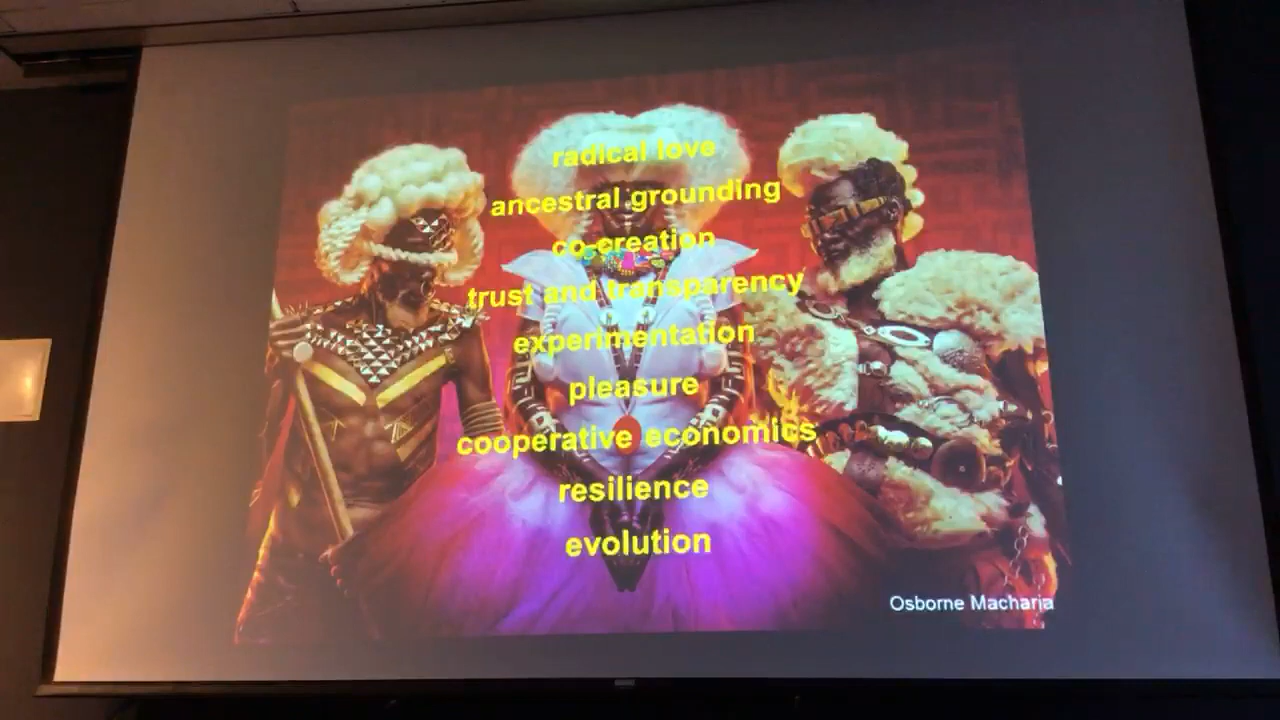 radical love
ancestral grounding
co-creation
trust and transparency
experimentation
pleasure
cooperative economics
resilience
evolution
Osborne Macharia